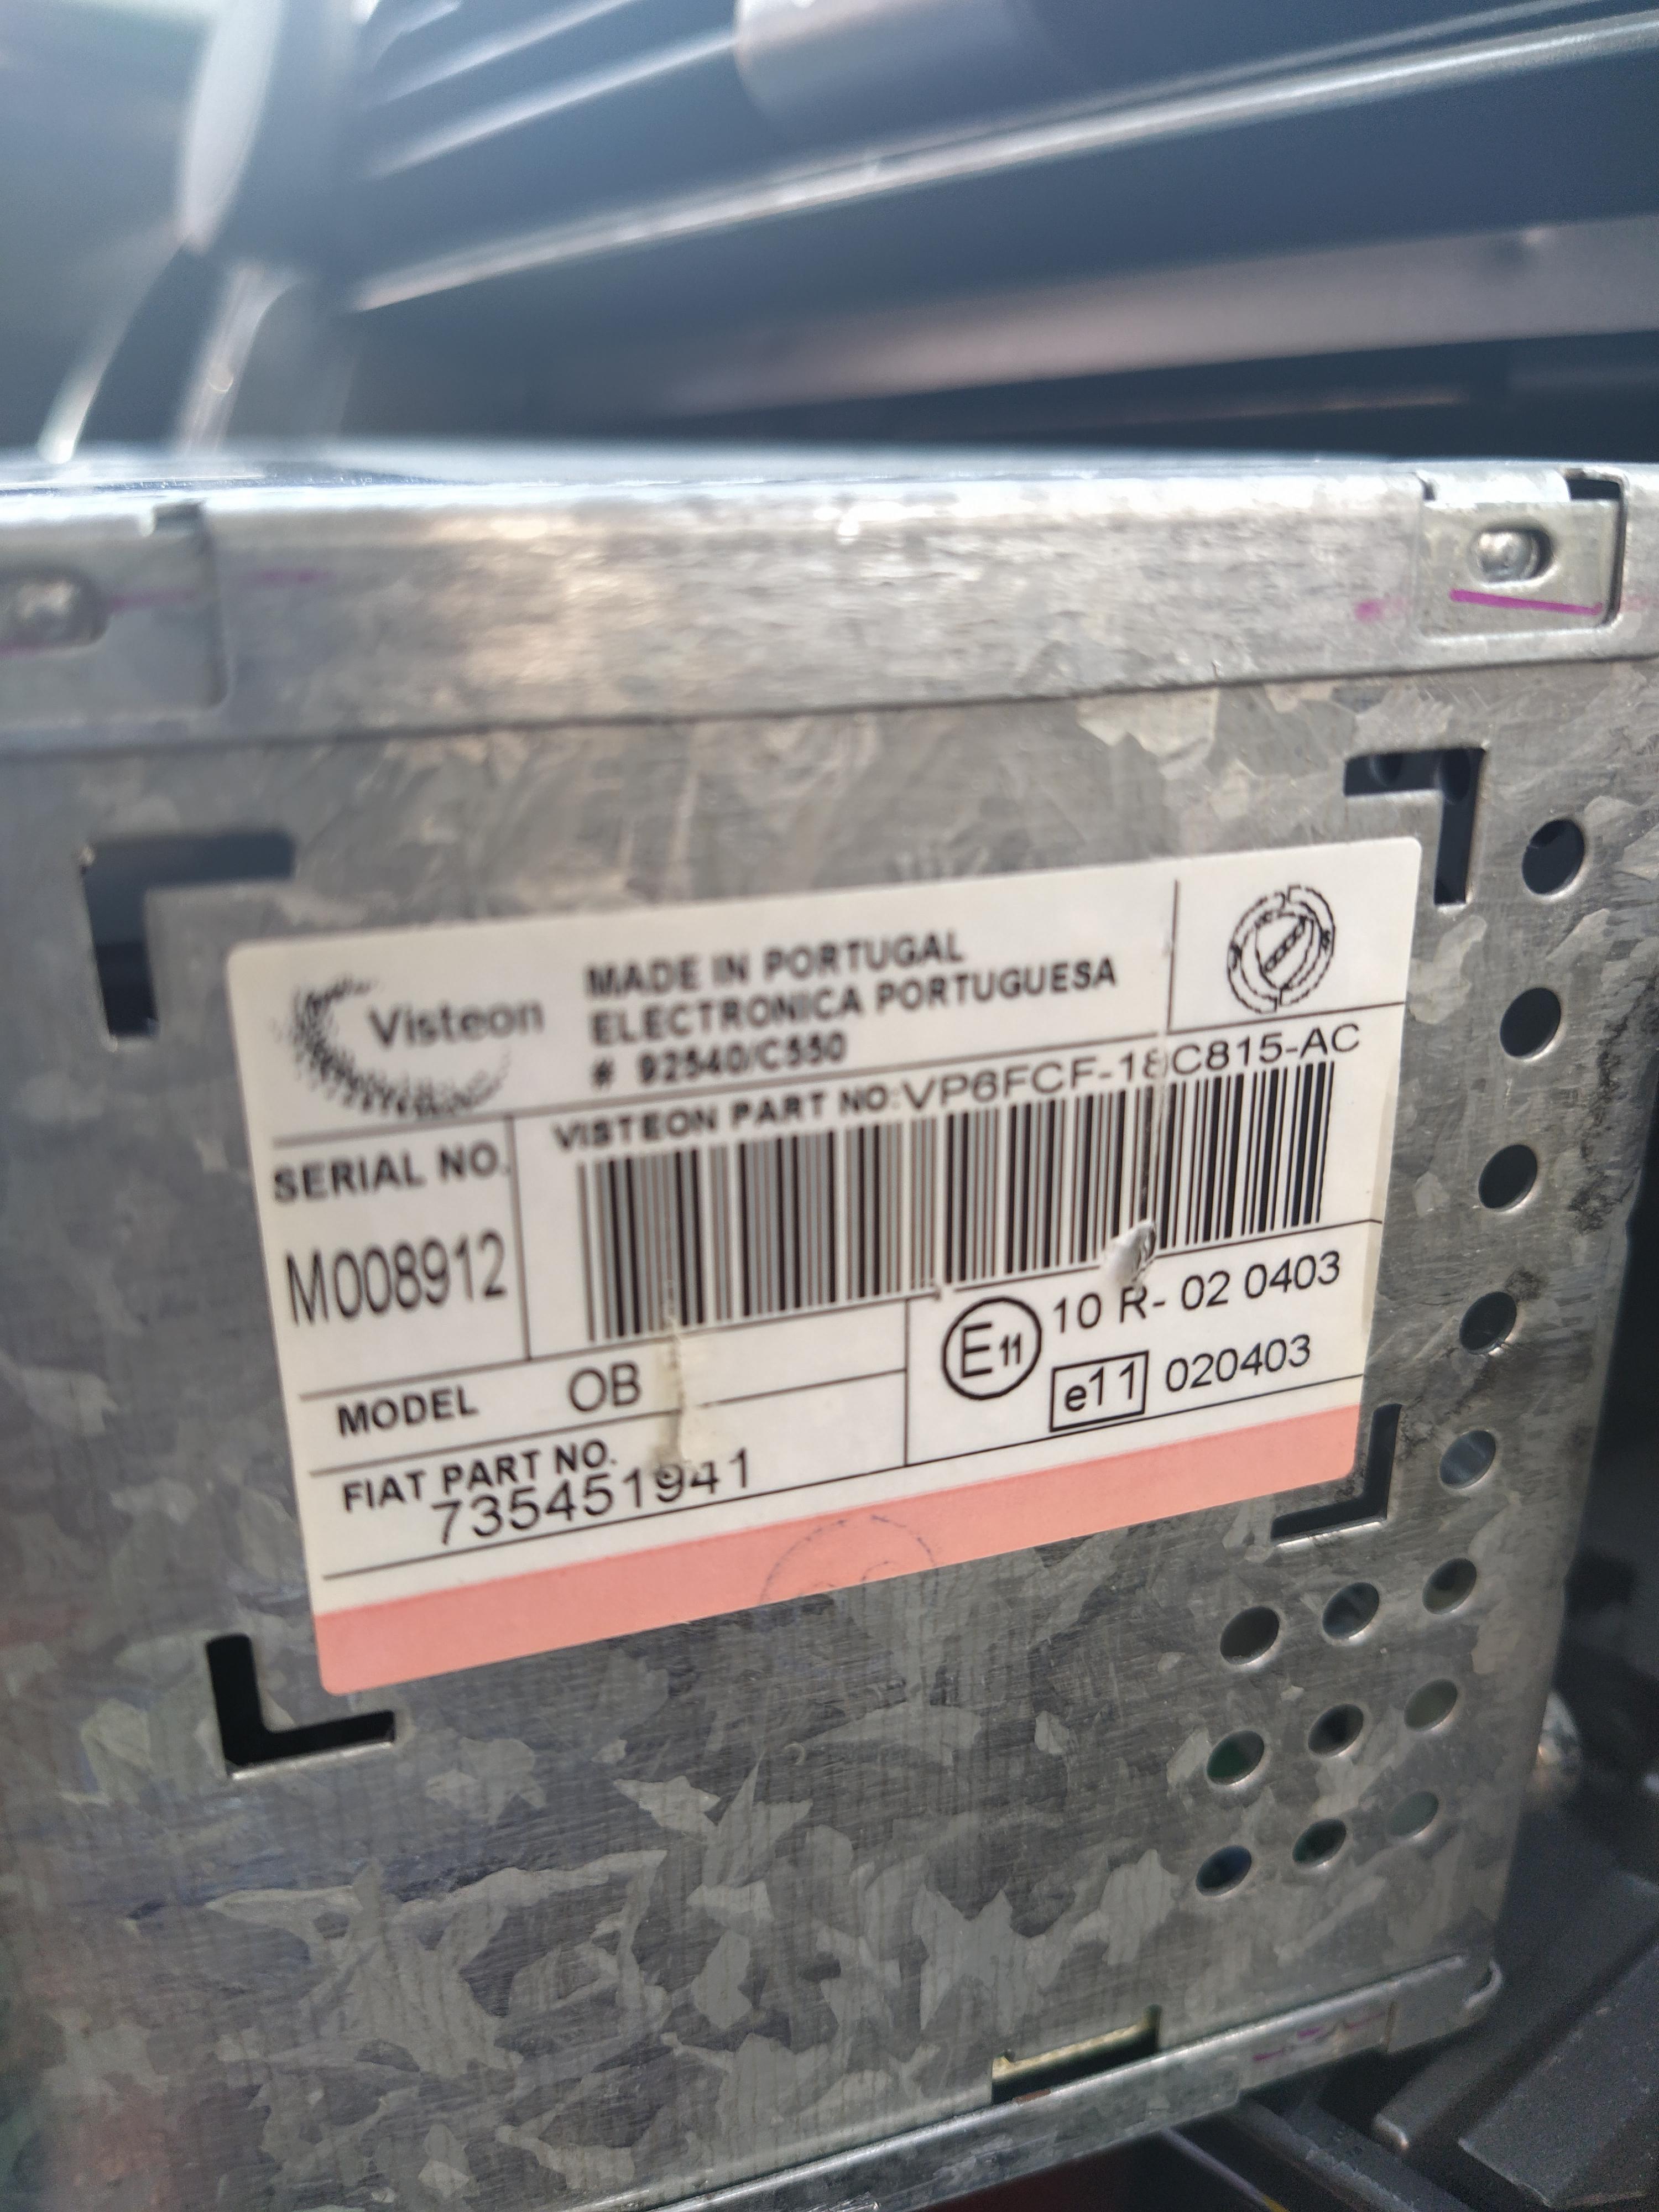 Visteon
MADE IN PORTUGAL
ELECTRONICA PORTUGUESA
# 92540/C550
VISTEON PART NO:VP6FCF-18C815-AC
SERIAL NO.
M008912
10 R- 02 0403
E11
e11 020403
MODEL OB
FIAT PART NO.
735451941